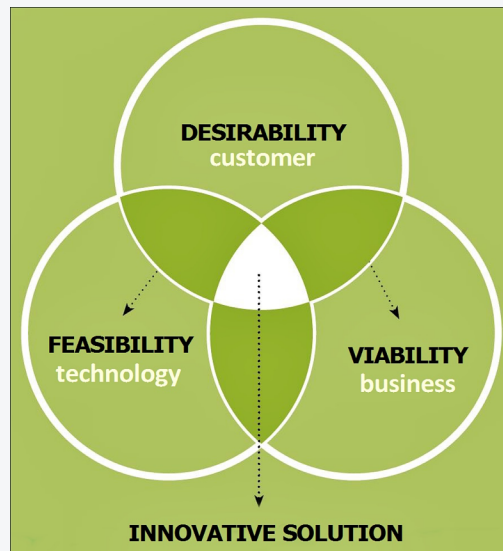 DESIRABILITY
customer
FEASIBILITY
technology
VIABILITY
business
INNOVATIVE SOLUTION